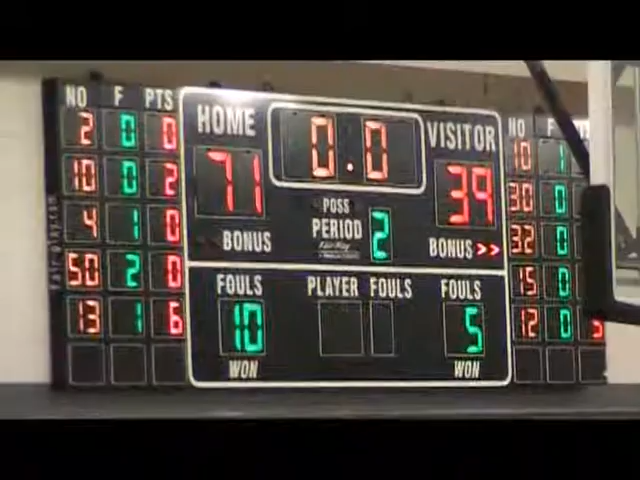 NO F PTS
2 0 0
10 0 2
4 1 0
50 2 0
13 1 6
HOME
71
BONUS
0.0
POSS
PERIOD
2
VISITOR
39
BONUS >>
FOULS
10
WON
PLAYER FOULS
FOULS
5
WON
NO F
10 1
30 0
32 0
15 0
12 0